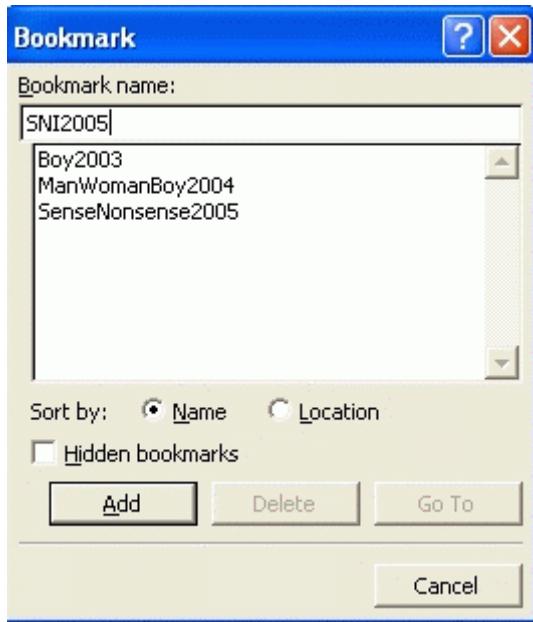 Bookmark
Bookmark name:
SNI2005
Boy2003
ManWomanBoy2004
SenseNonsense2005
Sort by: Name Location
Hidden bookmarks
Add Delete Go To
Cancel